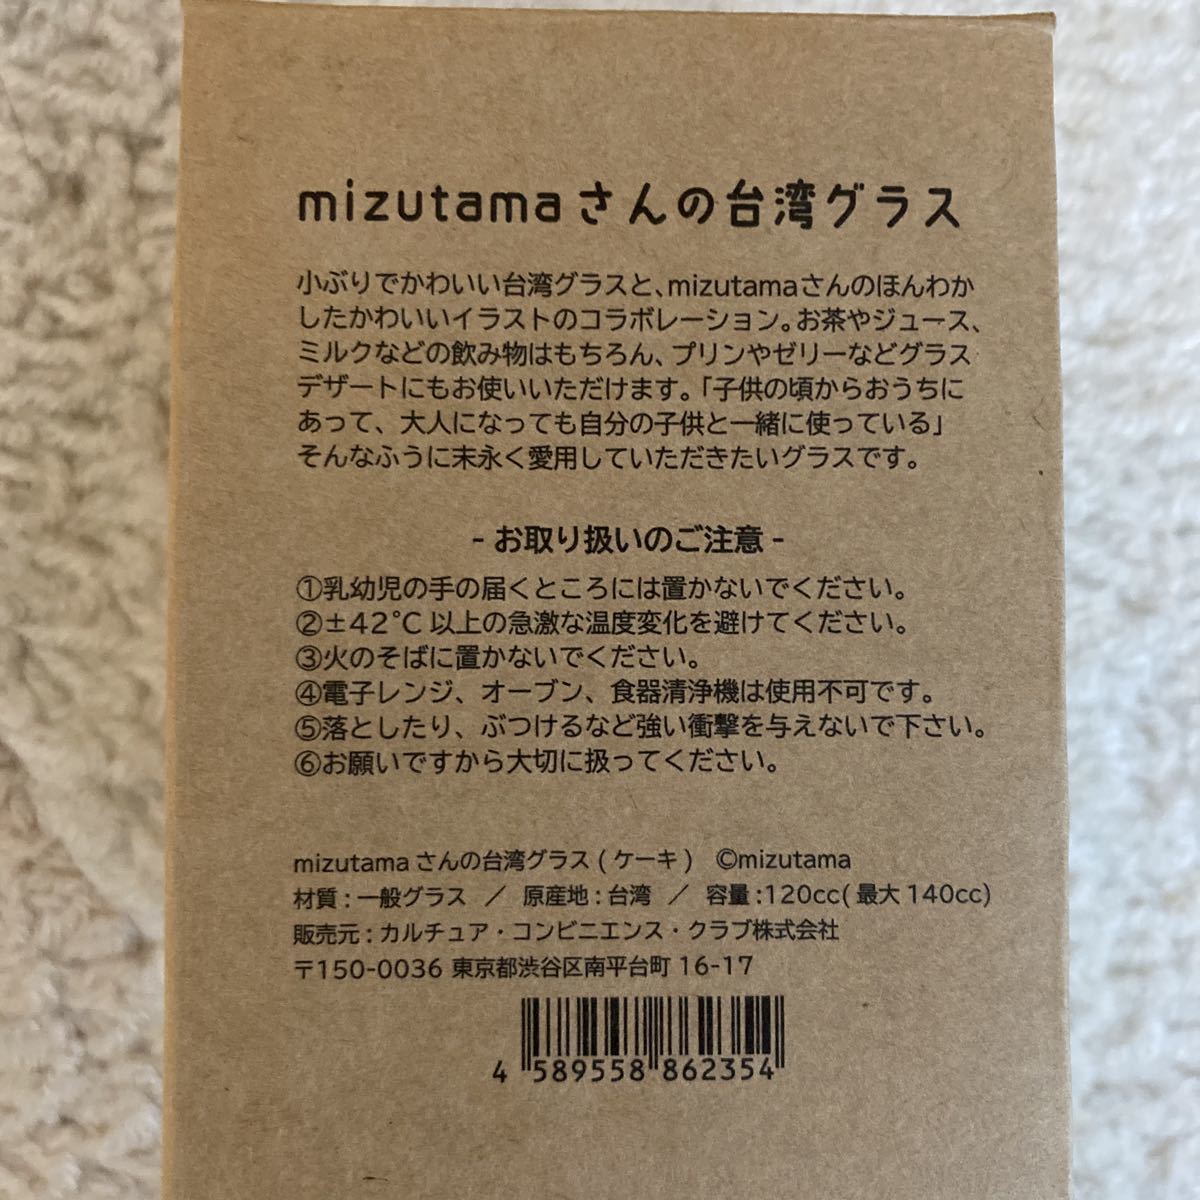 mizutamaさんの台湾グラス
小ぶりでかわいい台湾グラスと、mizutamaさんのほんわか
したかわいいイラストのコラボレーション。お茶やジュース、
ミルクなどの飲み物はもちろん、プリンやゼリーなどグラス
デザートにもお使いいただけます。「子供の頃からおうちに
あって、大人になっても自分の子供と一緒に使っている」
そんなふうに末永く愛用していただきたいグラスです。
- お取り扱いのご注意 -
①乳幼児の手の届くところには置かないでください。
②±42℃以上の急激な温度変化を避けてください。
③火のそばに置かないでください。
④電子レンジ、オーブン、食器清浄機は使用不可です。
⑤落としたり、ぶつけるなど強い衝撃を与えないで下さい。
⑥お願いですから大切に扱ってください。
mizutamaさんの台湾グラス(ケーキ) ©mizutama
材質:一般グラス / 原産地:台湾 / 容量:120cc(最大140cc)
販売元:カルチュア・コンビニエンス・クラブ株式会社
〒150-0036 東京都渋谷区南平台町16-17
4 589558 862354